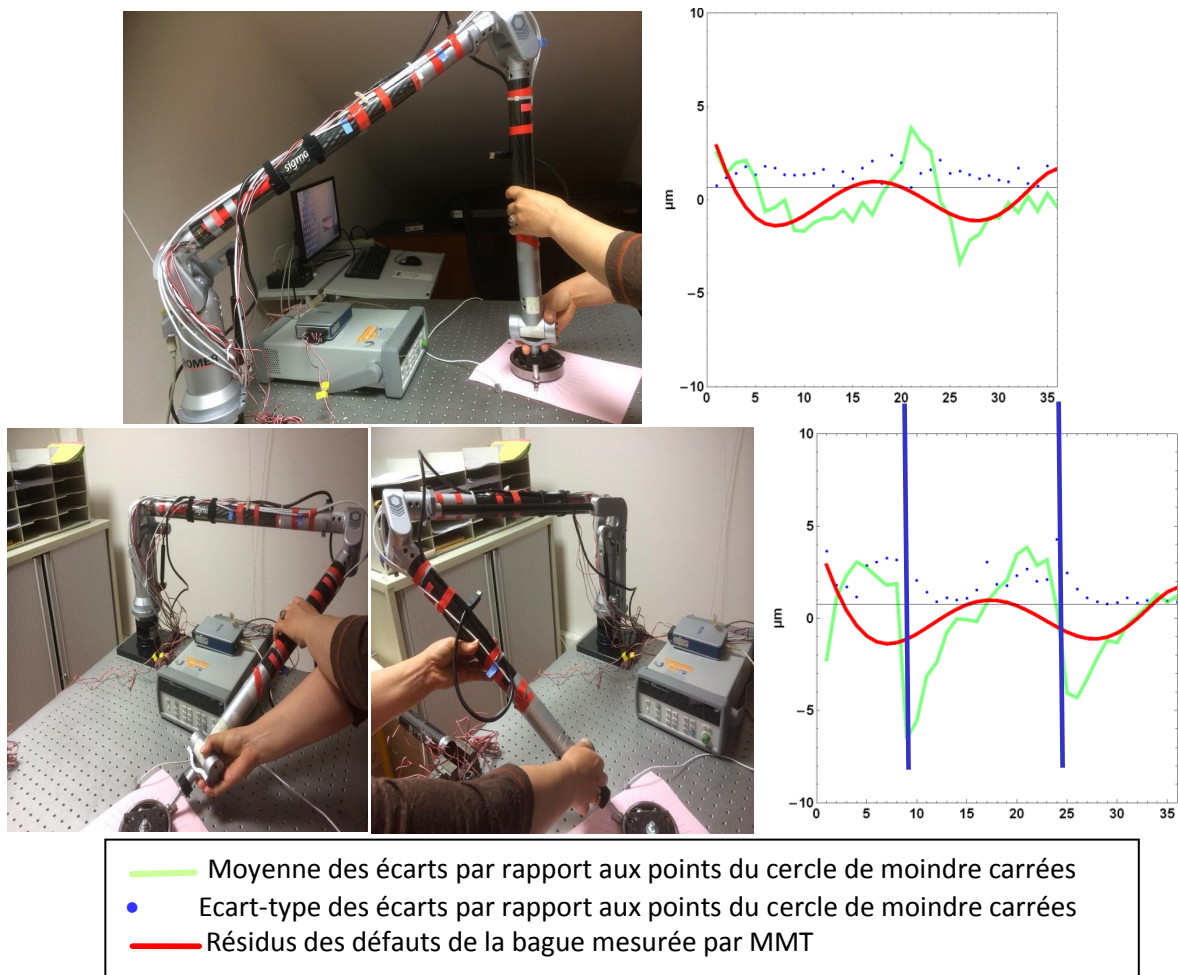 sigma
ROMER
10
5
0
−5
−10
µm
0 5 10 15 20 25 30 35
sigma
10
5
0
−5
−10
µm
0 5 10 15 20 25 30 35
Moyenne des écarts par rapport aux points du cercle de moindre carrées
Ecart-type des écarts par rapport aux points du cercle de moindre carrées
Résidus des défauts de la bague mesurée par MMT